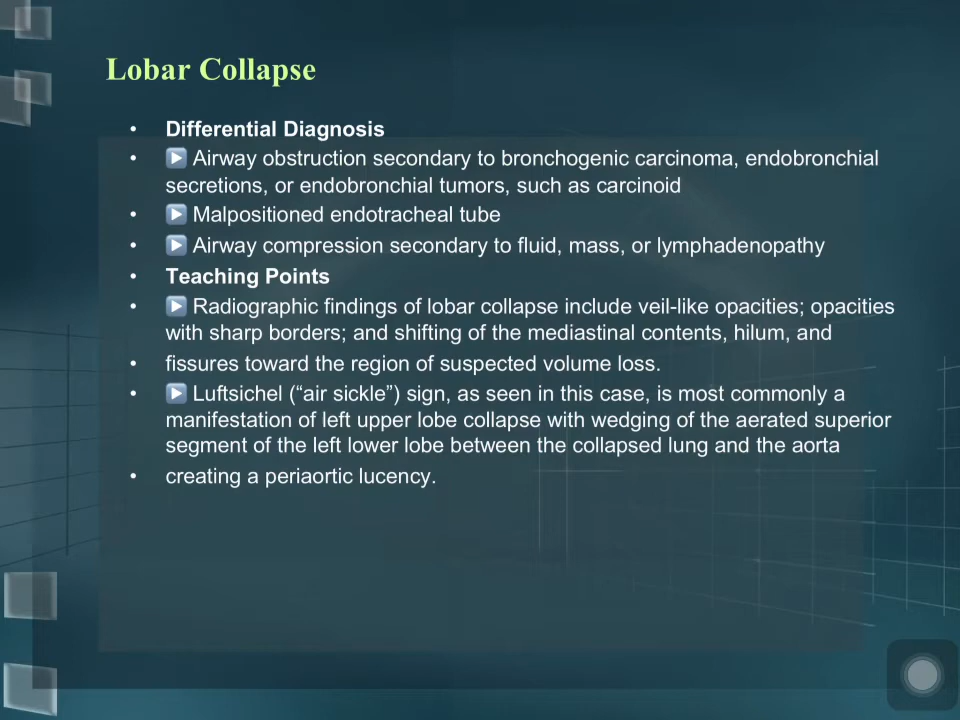 Lobar Collapse
• Differential Diagnosis
• ▶ Airway obstruction secondary to bronchogenic carcinoma, endobronchial
secretions, or endobronchial tumors, such as carcinoid
• ▶ Malpositioned endotracheal tube
• ▶ Airway compression secondary to fluid, mass, or lymphadenopathy
• Teaching Points
• ▶ Radiographic findings of lobar collapse include veil-like opacities; opacities
with sharp borders; and shifting of the mediastinal contents, hilum, and
• fissures toward the region of suspected volume loss.
• ▶ Luftsichel (“air sickle”) sign, as seen in this case, is most commonly a
manifestation of left upper lobe collapse with wedging of the aerated superior
segment of the left lower lobe between the collapsed lung and the aorta
• creating a periaortic lucency.